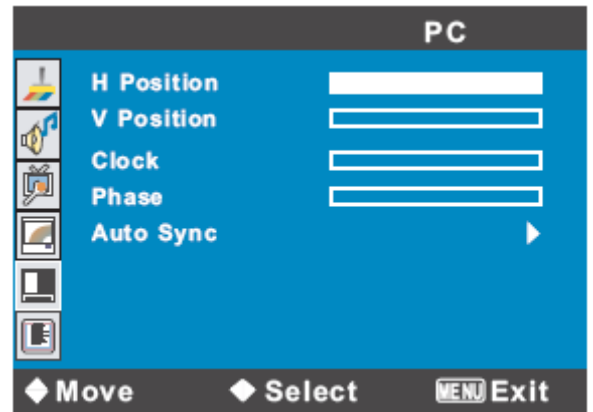 PC
H Position
V Position
Clock
Phase
Auto Sync
Move Select MENU Exit